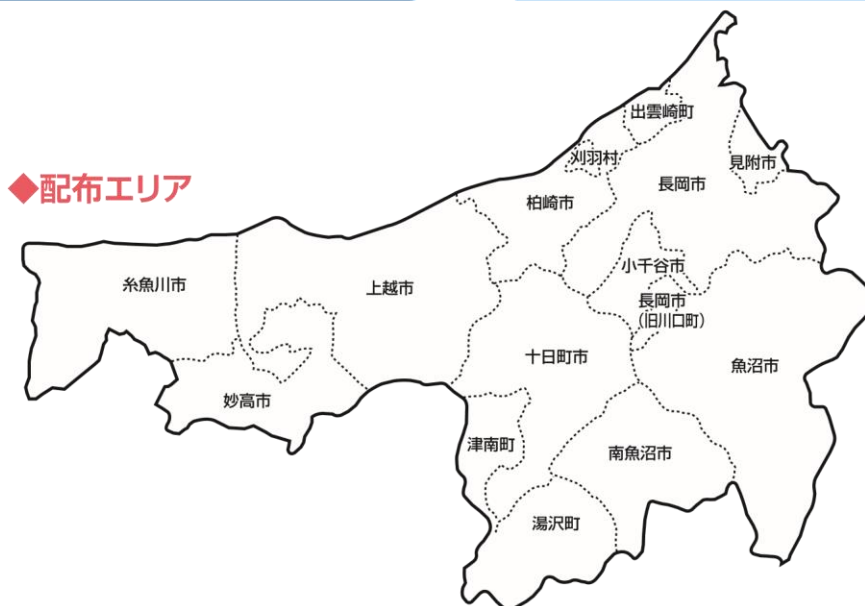 ◆配布エリア
出雲崎町
刈羽村
見附市
長岡市
柏崎市
小千谷市
糸魚川市
上越市
長岡市
(旧川口町)
十日町市
魚沼市
妙高市
津南町
南魚沼市
湯沢町